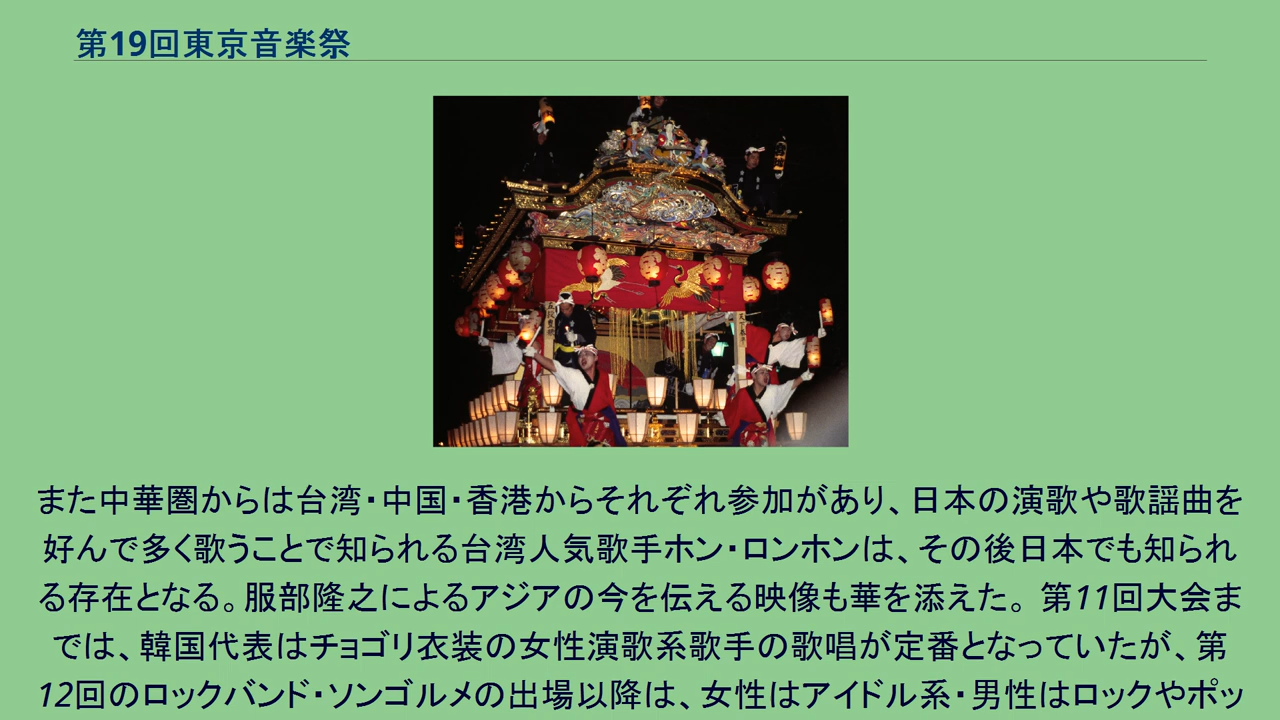 第19回東京音楽祭
また中華圏からは台湾・中国・香港からそれぞれ参加があり、日本の演歌や歌謡曲を
好んで多く歌うことで知られる台湾人気歌手ホン・ロンホンは、その後日本でも知られ
る存在となる。服部隆之によるアジアの今を伝える映像も華を添えた。第11回大会ま
では、韓国代表はチョゴリ衣装の女性演歌系歌手の歌唱が定番となっていたが、第
12回のロックバンド・ソンゴルメの出場以降は、女性はアイドル系・男性はロックやポッ